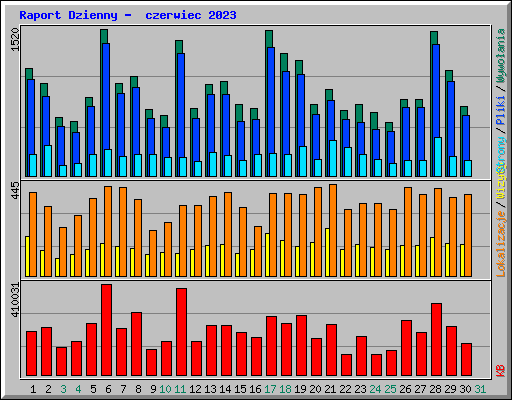 Raport Dzienny -  czerwiec 2023
1520
445
410031
Wywołania / Pliki / Strony
Lokalizacje / Wizyt
KB
1 2 3 4 5 6 7 8 9 10 11 12 13 14 15 16 17 18 19 20 21 22 23 24 25 26 27 28 29 30 31